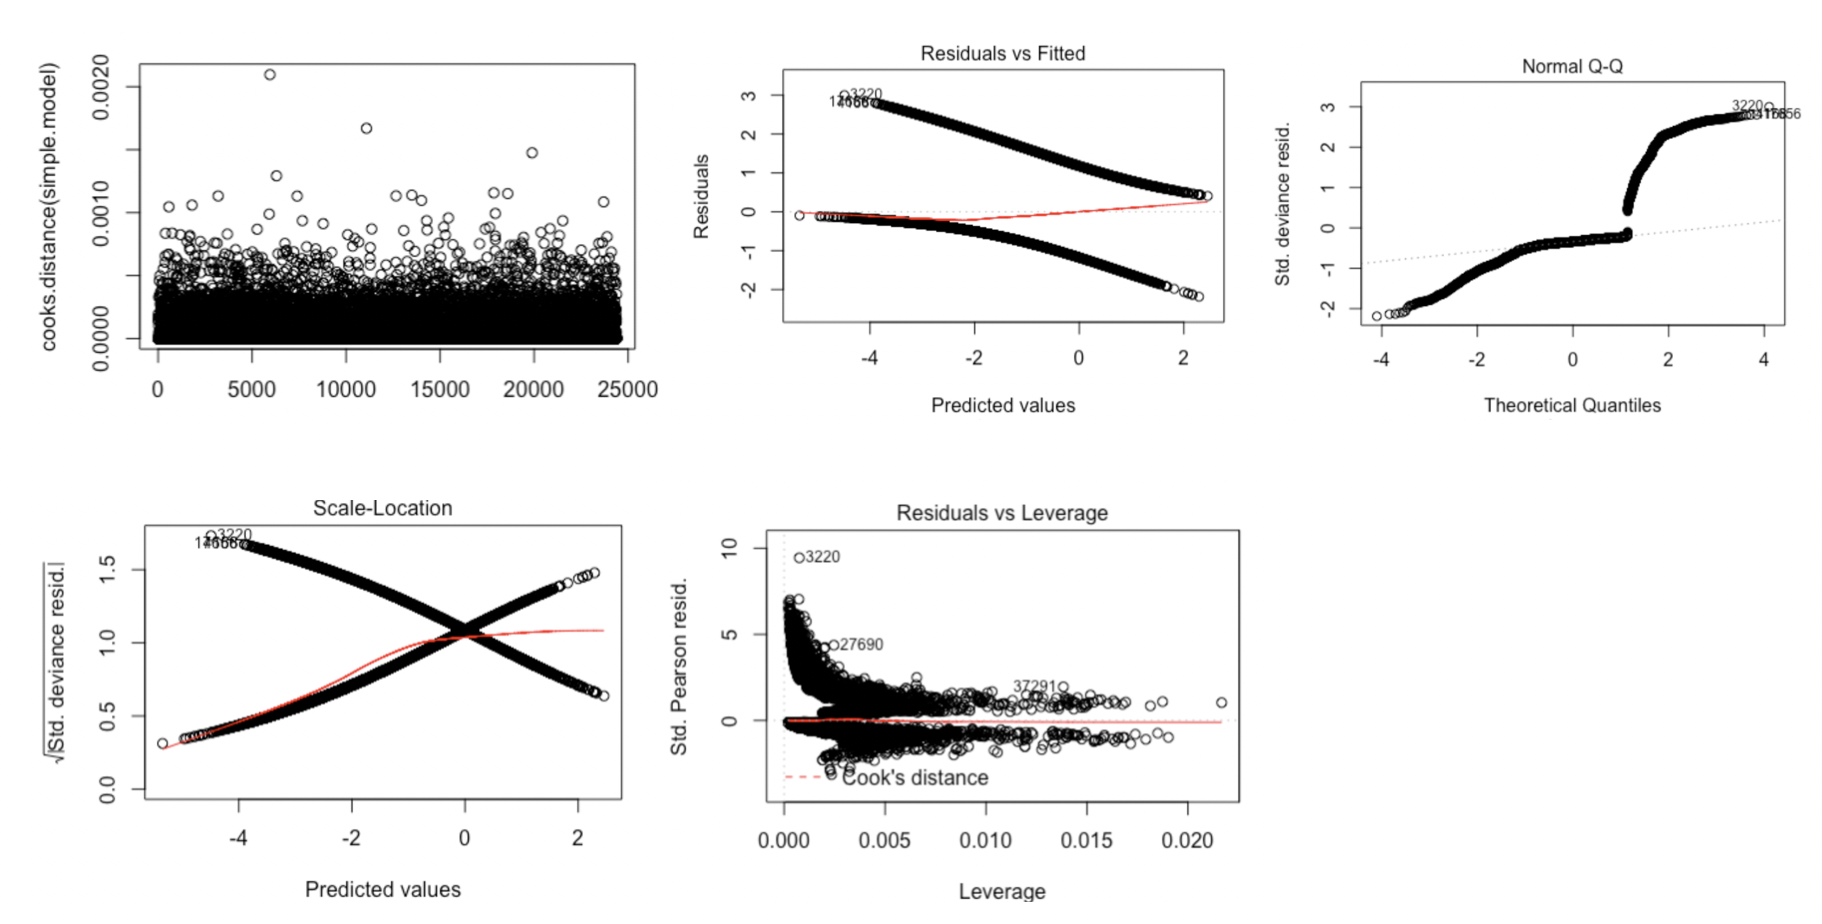 cooks.distance(simple.model)
0.0020
0.0010
0.0000
0 5000 10000 15000 20000 25000
Residuals vs Fitted
Residuals
3
2
1
0
-1
-2
3220
-4 -2 0 2
Predicted values
Normal Q-Q
Std. deviance resid.
3
2
1
0
-1
-2
3220
-4 -2 0 2 4
Theoretical Quantiles
Scale-Location
√|Std. deviance resid.|
1.5
1.0
0.5
0.0
3220
-4 -2 0 2
Predicted values
Residuals vs Leverage
Std. Pearson resid.
10
5
0
3220
27690
37291
Cook's distance
0.000 0.005 0.010 0.015 0.020
Leverage